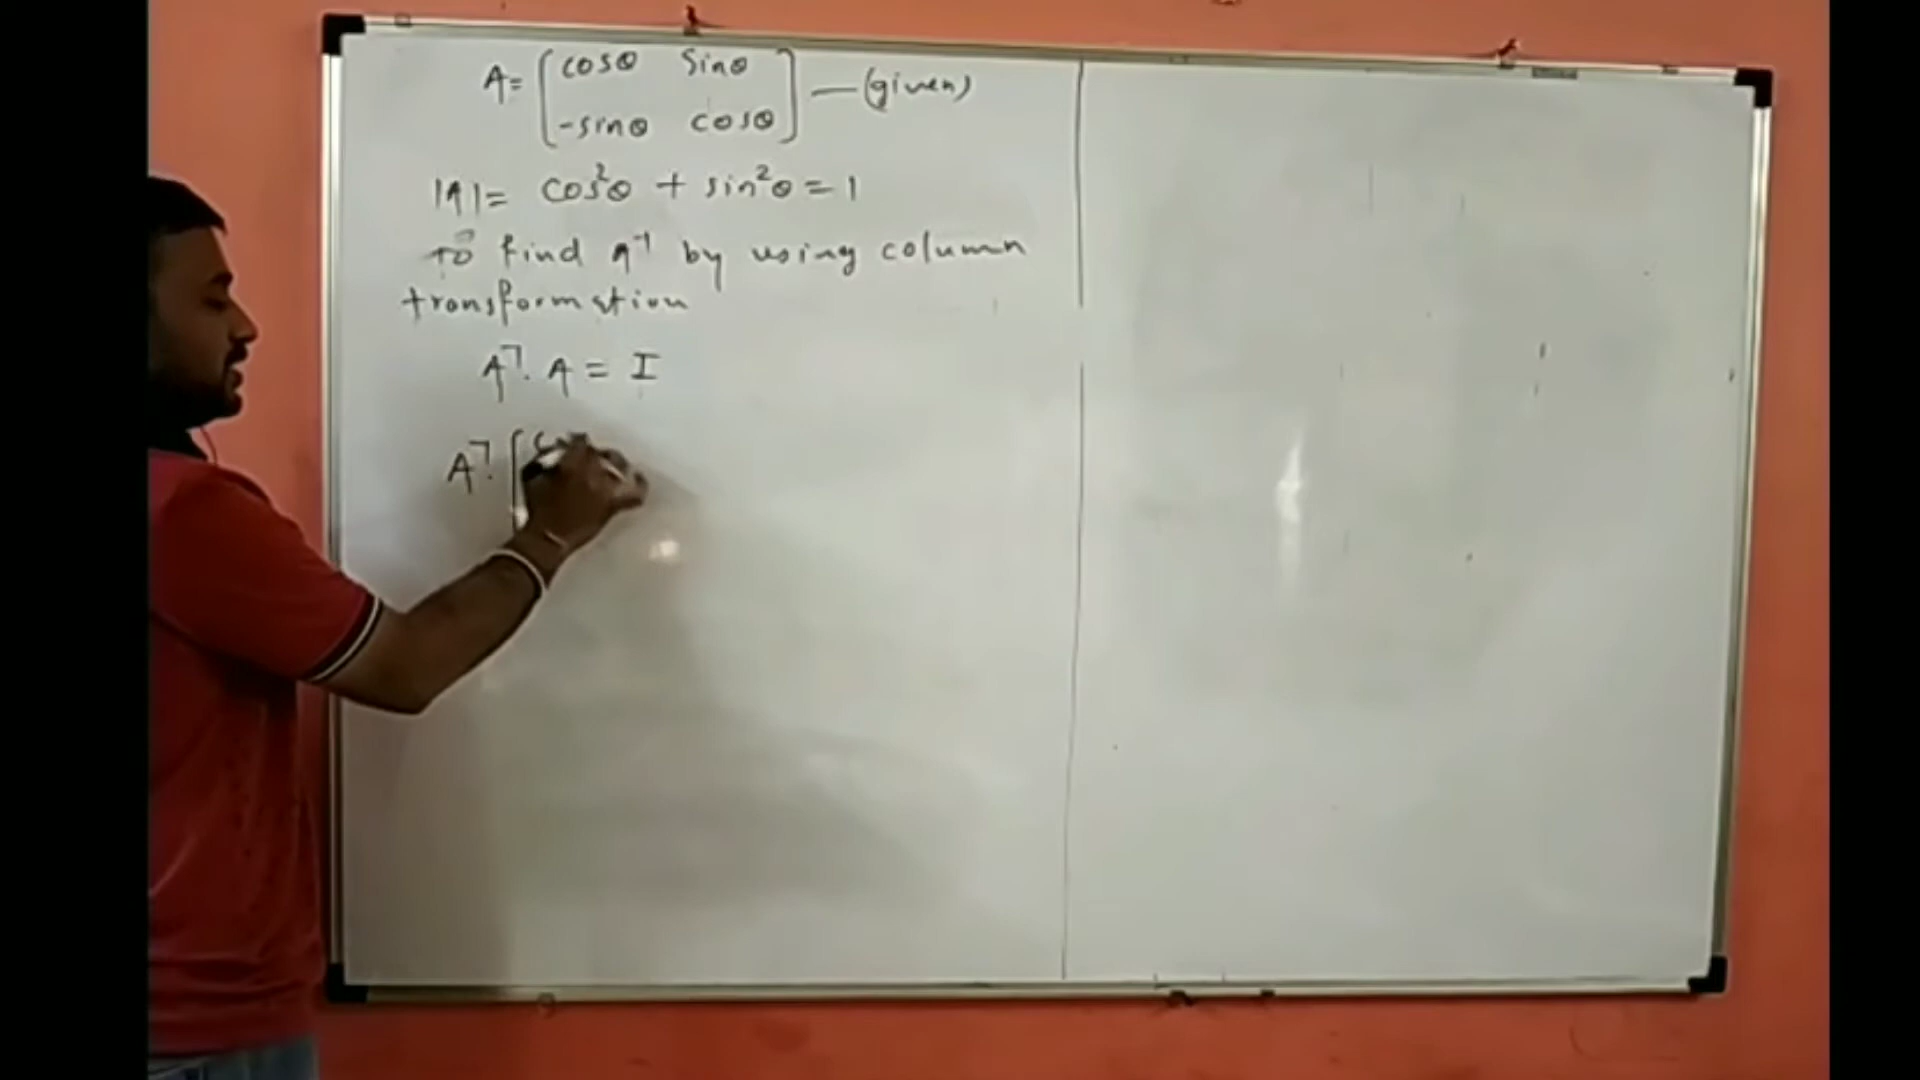 A = [cosθ sinθ
-sinθ cosθ] —(given)
|A| = cos²θ + sin²θ = 1
To find A⁻¹ by using column
transformation
A⁻¹. A = I
A⁻¹. [